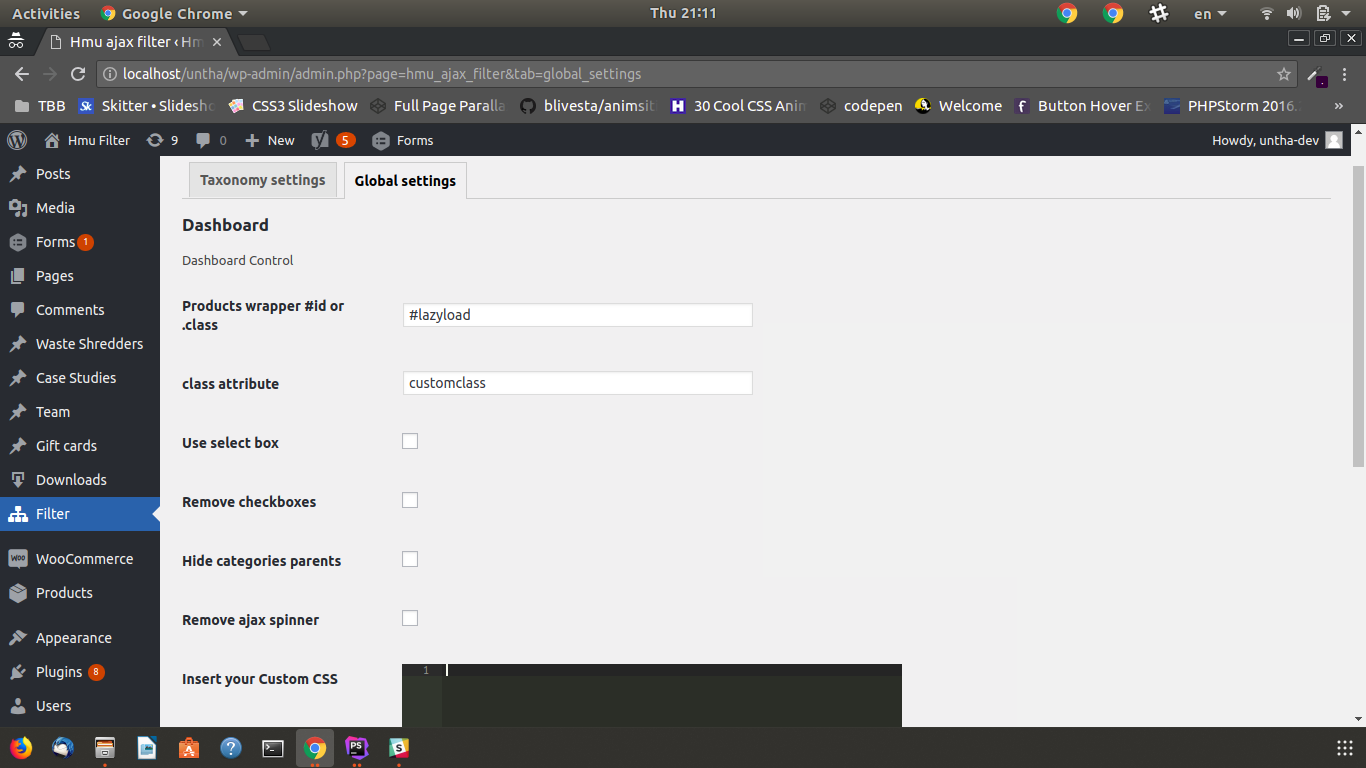 Activities Google Chrome Thu 21:11 en
Hmu ajax filter ‹ Hm
localhost/untha/wp-admin/admin.php?page=hmu_ajax_filter&tab=global_settings
TBB Sk Skitter • Slidesho CSS3 Slideshow Full Page Paralla blivesta/animsit H 30 Cool CSS Anim codepen Welcome f Button Hover Ex PHPStorm 2016. »
Hmu Filter 9 0 New 5 Forms Howdy, untha-dev
Posts
Media
Forms 1
Pages
Comments
Waste Shredders
Case Studies
Team
Gift cards
Downloads
Filter
WOO WooCommerce
Products
Appearance
Plugins 8
Users
Taxonomy settings Global settings
Dashboard
Dashboard Control
Products wrapper #id or
.class
#lazyload
class attribute customclass
Use select box
Remove checkboxes
Hide categories parents
Remove ajax spinner
Insert your Custom CSS 1
? PS S